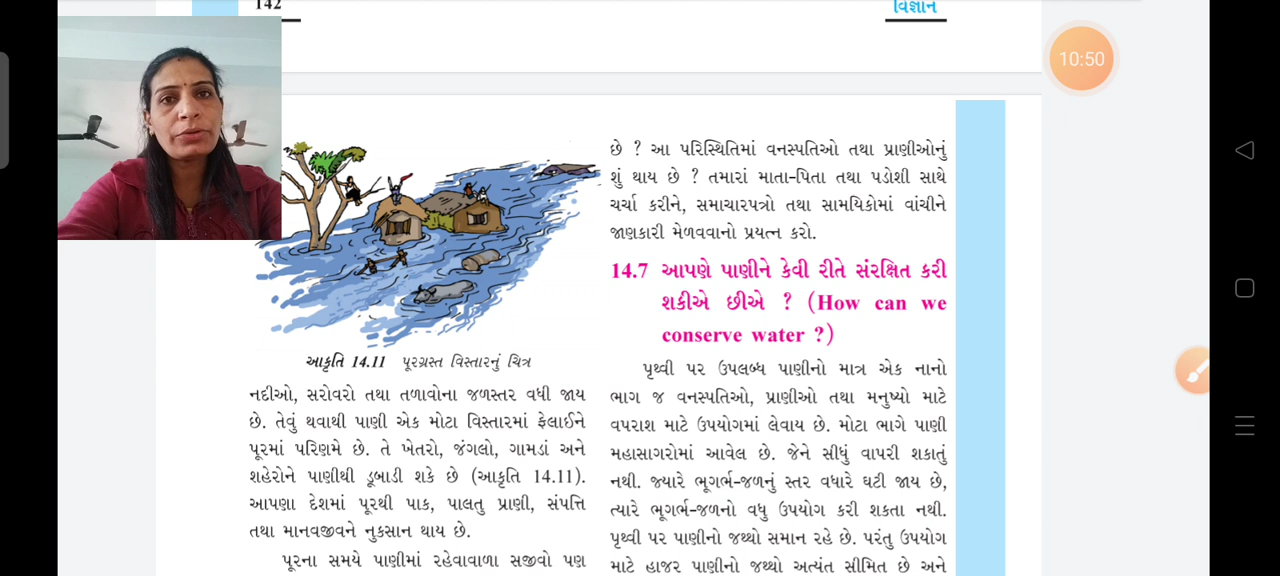 142
વિજ્ઞાન
10:50
આકૃતિ 14.11 પૂરગ્રસ્ત વિસ્તારનું ચિત્ર
નદીઓ, સરોવરો તથા તળાવોના જળસ્તર વધી જાય
છે. તેવું થવાથી પાણી એક મોટા વિસ્તારમાં ફેલાઈને
પૂરમાં પરિણમે છે. તે ખેતરો, જંગલો, ગામડાં અને
શહેરોને પાણીથી ડૂબાડી શકે છે (આકૃતિ 14.11).
આપણા દેશમાં પૂરથી પાક, પાલતુ પ્રાણી, સંપત્તિ
તથા માનવજીવને નુકસાન થાય છે.
પૂરના સમયે પાણીમાં રહેવાવાળા સજીવો પણ
છે ? આ પરિસ્થિતિમાં વનસ્પતિઓ તથા પ્રાણીઓનું
શું થાય છે ? તમારાં માતા-પિતા તથા પડોશી સાથે
ચર્ચા કરીને, સમાચારપત્રો તથા સામયિકોમાં વાંચીને
જાણકારી મેળવવાનો પ્રયત્ન કરો.
14.7 આપણે પાણીને કેવી રીતે સંરક્ષિત કરી
શકીએ છીએ ? (How can we
conserve water ?)
પૃથ્વી પર ઉપલબ્ધ પાણીનો માત્ર એક નાનો
ભાગ જ વનસ્પતિઓ, પ્રાણીઓ તથા મનુષ્યો માટે
વપરાશ માટે ઉપયોગમાં લેવાય છે. મોટા ભાગે પાણી
મહાસાગરોમાં આવેલ છે. જેને સીધું વાપરી શકાતું
નથી. જ્યારે ભૂગર્ભ-જળનું સ્તર વધારે ઘટી જાય છે,
ત્યારે ભૂગર્ભ-જળનો વધુ ઉપયોગ કરી શકતા નથી.
પૃથ્વી પર પાણીનો જથ્થો સમાન રહે છે. પરંતુ ઉપયોગ
માટે હાજર પાણીનો જથ્થો અત્યંત સીમિત છે અને